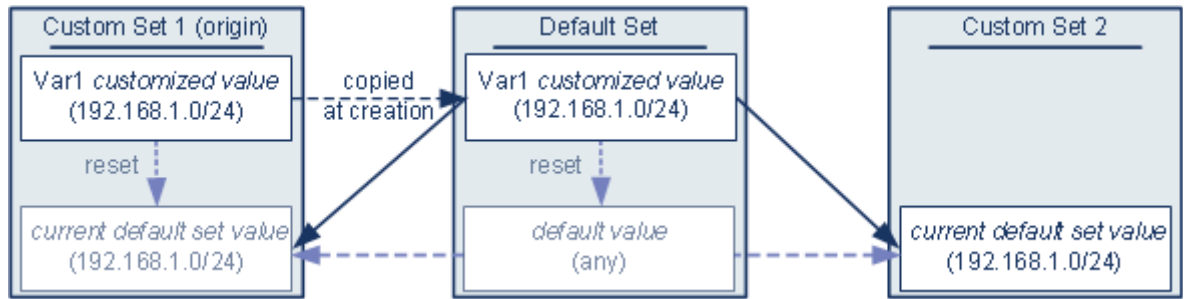 Custom Set 1 (origin)
Var1 customized value
(192.168.1.0/24)
reset
current default set value
(192.168.1.0/24)
copied
at creation
Default Set
Var1 customized value
(192.168.1.0/24)
reset
default value
(any)
Custom Set 2
current default set value
(192.168.1.0/24)